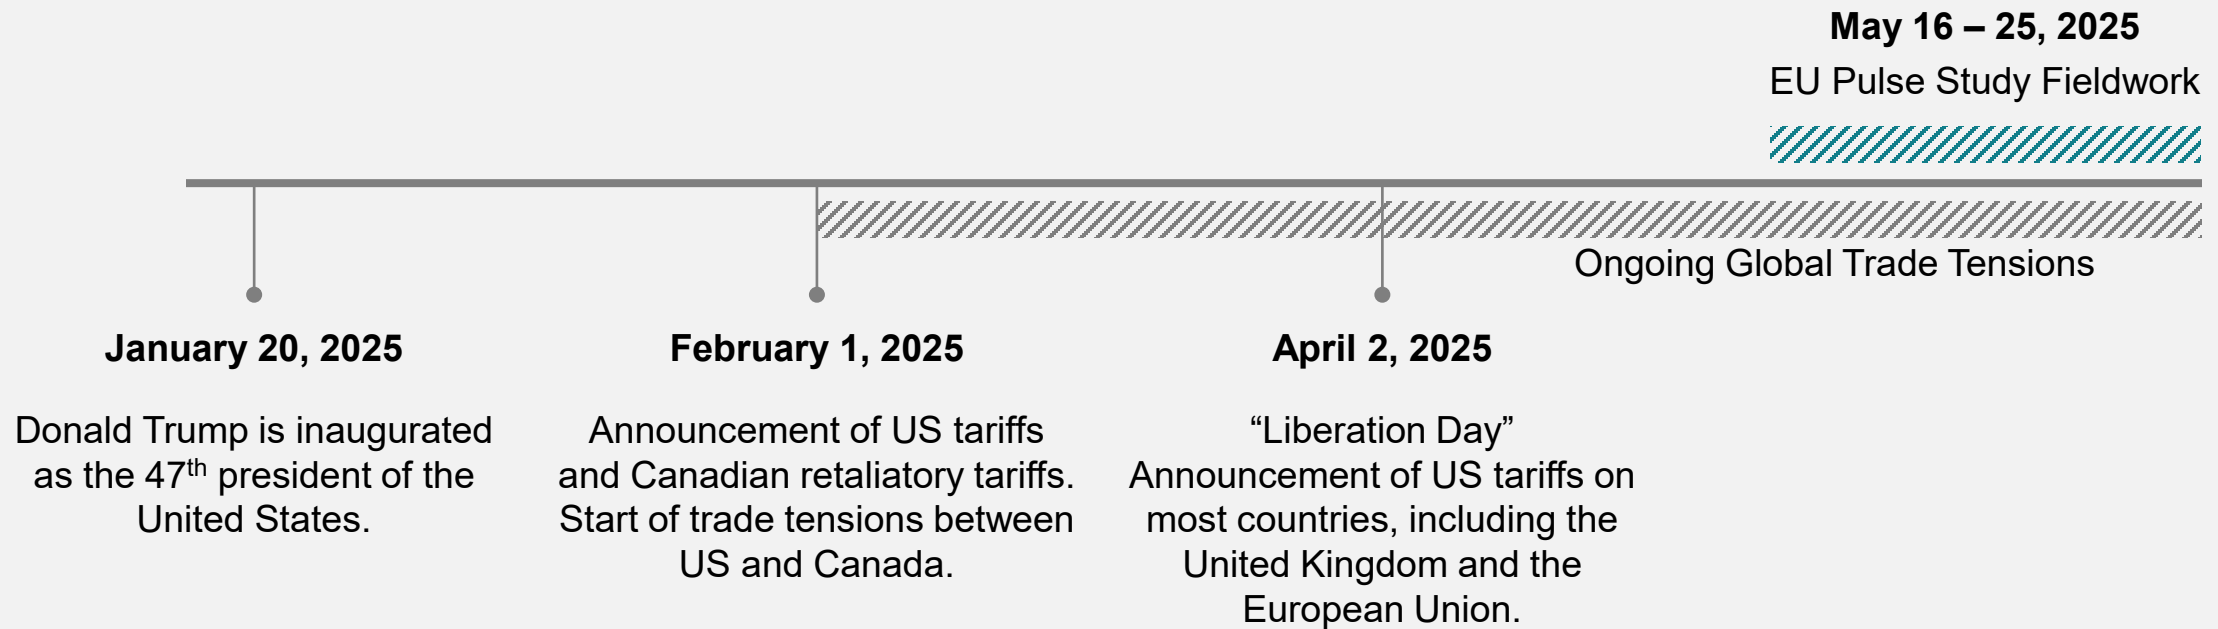 May 16 – 25, 2025
EU Pulse Study Fieldwork
Ongoing Global Trade Tensions
January 20, 2025
Donald Trump is inaugurated
as the 47th president of the
United States.
February 1, 2025
Announcement of US tariffs
and Canadian retaliatory tariffs.
Start of trade tensions between
US and Canada.
April 2, 2025
“Liberation Day”
Announcement of US tariffs on
most countries, including the
United Kingdom and the
European Union.